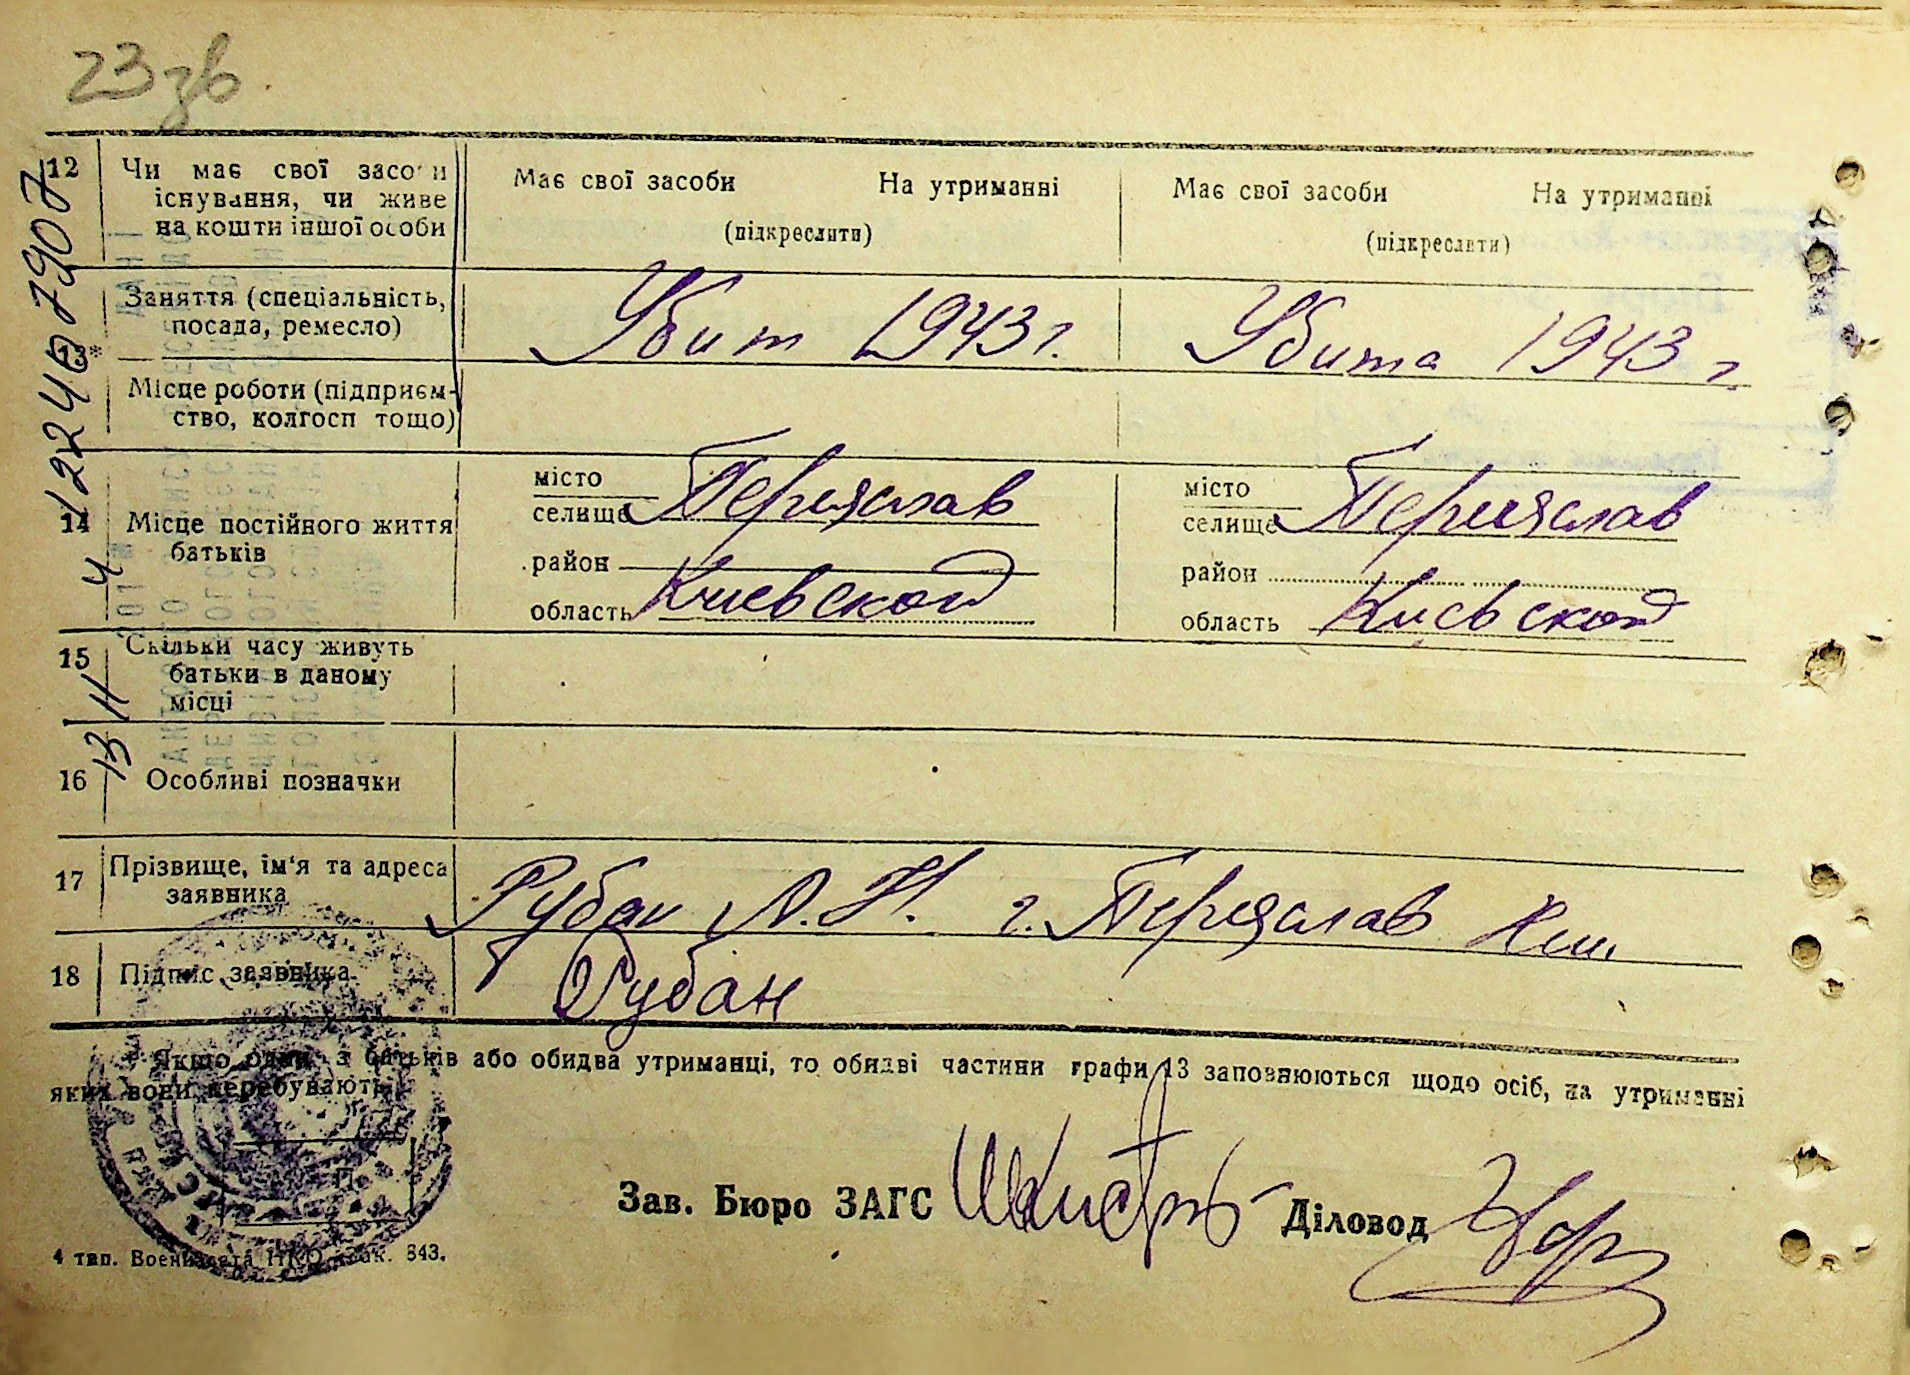 23 зв
12 Чи має свої засоби Має свої засоби На утриманні Має свої засоби На утриманні
існування, чи живе (підкреслити) (підкреслити)
на кошти іншої особи
Заняття (спеціальність, Убит 1943 г. Убита 1943 г.
посада, ремесло)
13*
Місце роботи (підприєм-
ство, колгосп тощо)
14 Місце постійного життя місто місто
батьків селище Переяслав селище Переяслав
район район
область Киевской область Киевской
15 Скільки часу живуть
батьки в даному
місці
16 Особливі позначки
17 Прізвище, ім'я та адреса Рубан Л. Н. г. Переяслав
заявника
18 Підпис заявника Рубан
* Якщо один з батьків або обидва утриманці, то обидві частини графи 13 заповнюються щодо осіб, на утриманні
яких вони перебувають.
Зав. Бюро ЗАГС Діловод
4 тип. Воениздата НКО зак. 843.